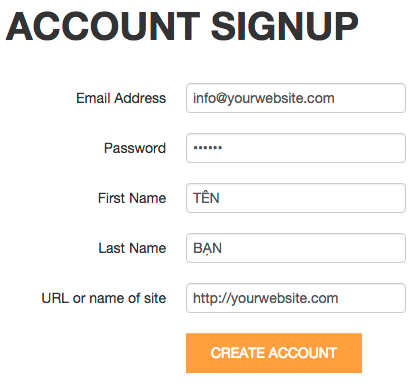 ACCOUNT SIGNUP
Email Address info@yourwebsite.com
Password ••••••
First Name TÊN
Last Name BẠN
URL or name of site http://yourwebsite.com
CREATE ACCOUNT